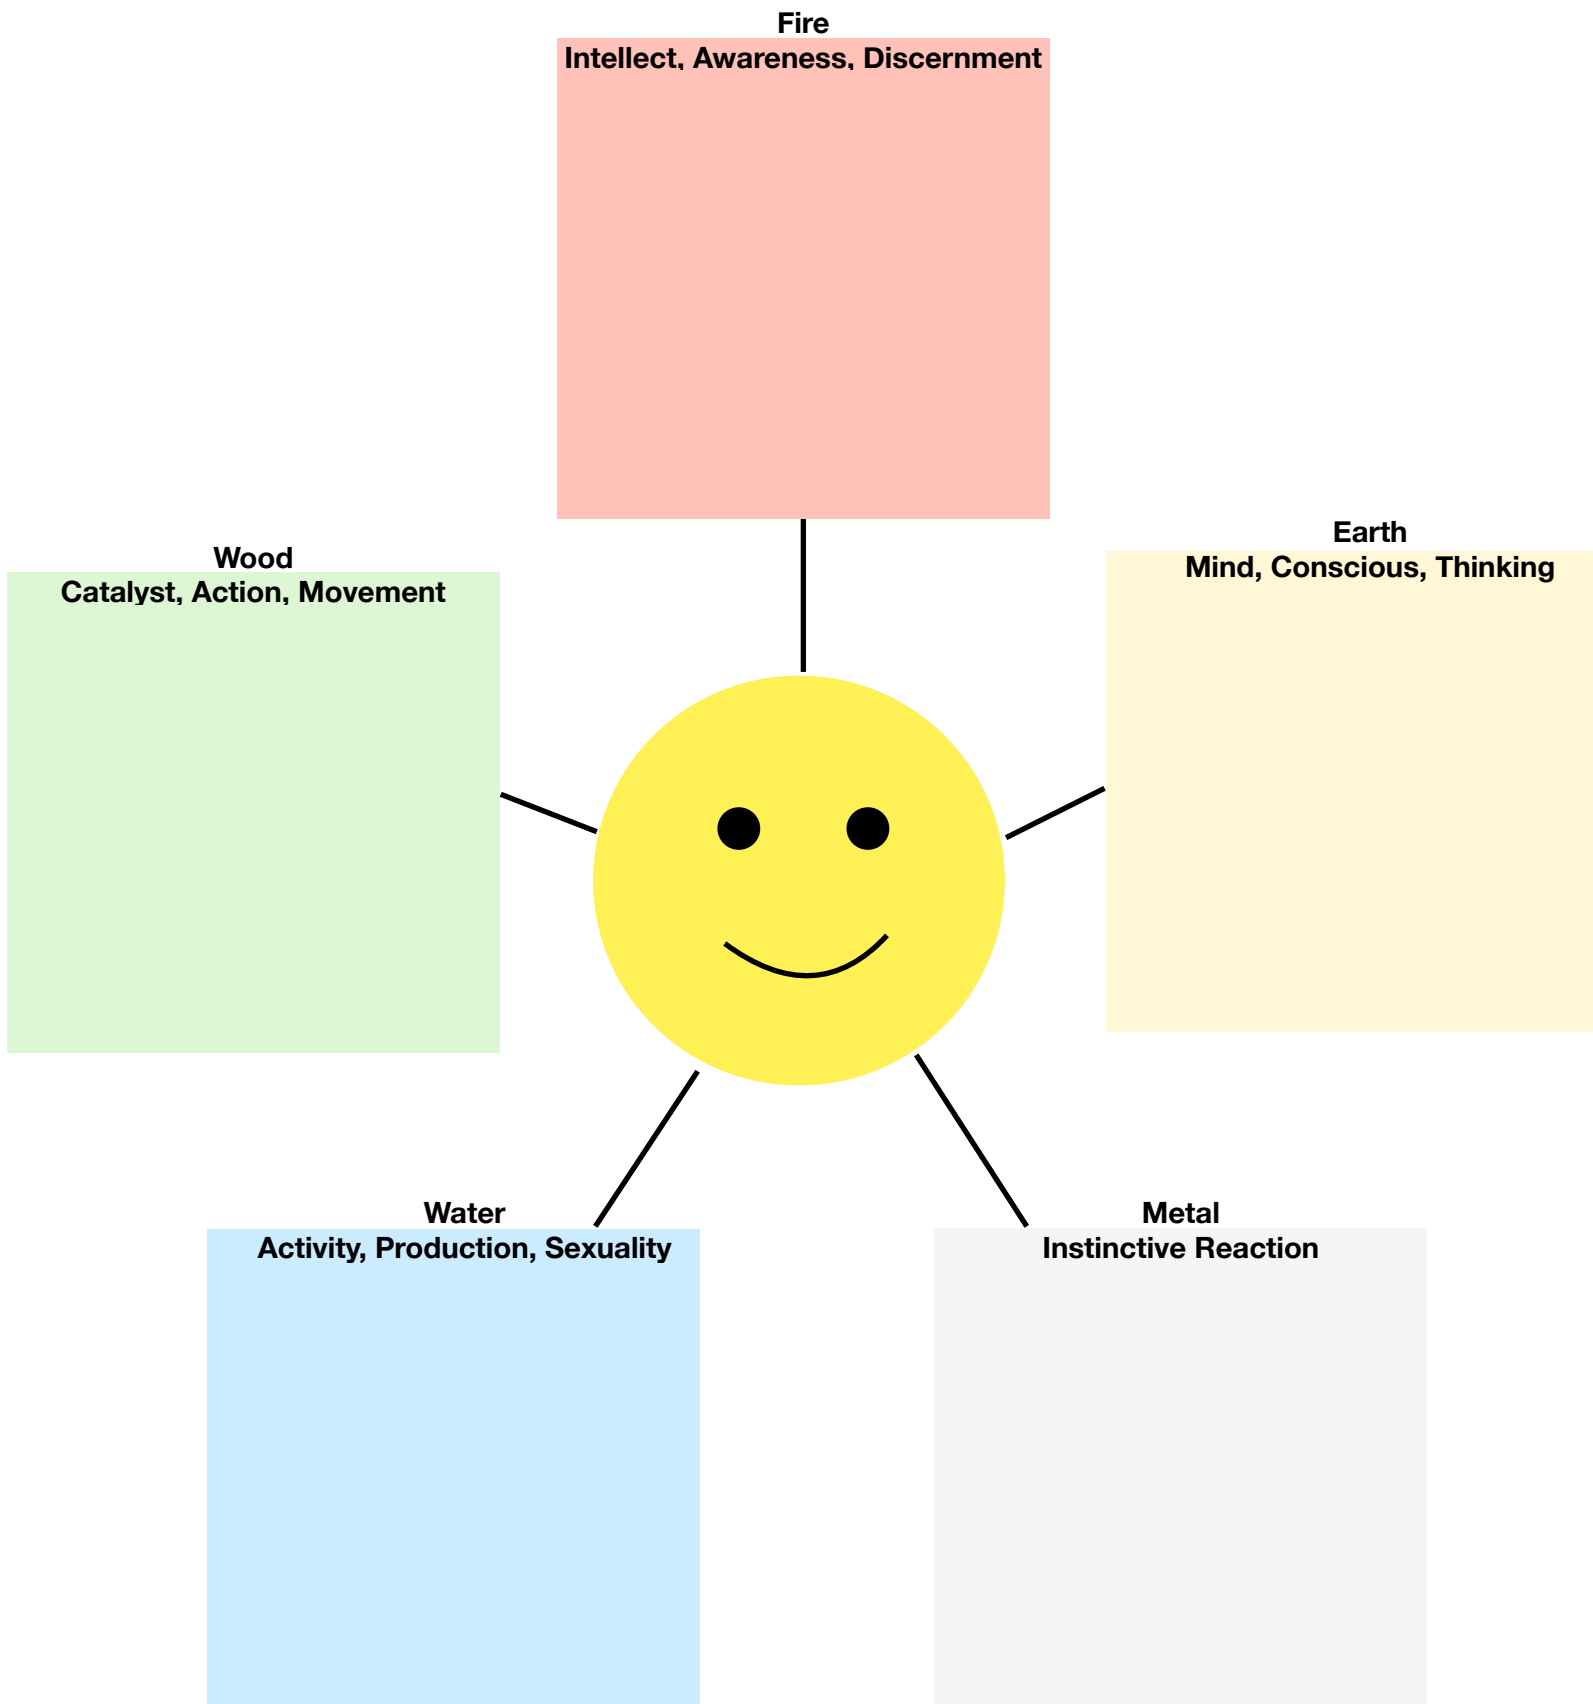 Fire
Intellect, Awareness, Discernment
Wood
Catalyst, Action, Movement
Earth
Mind, Conscious, Thinking
Water
Activity, Production, Sexuality
Metal
Instinctive Reaction